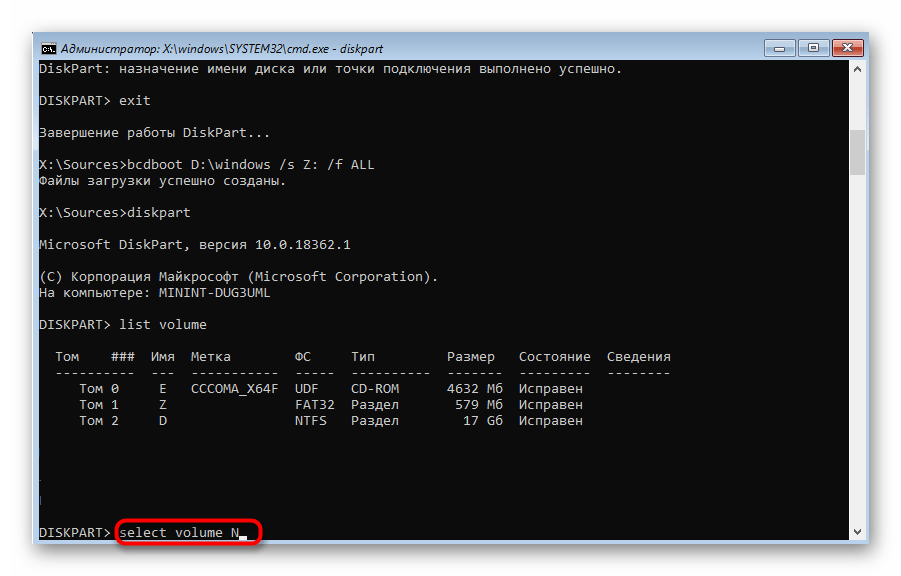 Администратор: X:\windows\SYSTEM32\cmd.exe - diskpart
DiskPart: назначение имени диска или точки подключения выполнено успешно.
DISKPART> exit
Завершение работы DiskPart...
X:\Sources>bcdboot D:\windows /s Z: /f ALL
Файлы загрузки успешно созданы.
X:\Sources>diskpart
Microsoft DiskPart, версия 10.0.18362.1
(C) Корпорация Майкрософт (Microsoft Corporation).
На компьютере: MININT-DUG3UML
DISKPART> list volume
Том ### Имя Метка ФС Тип Размер Состояние Сведения
---------- --- ----------- ----- ---------- ------- --------- --------
Том 0 E CCCOMA_X64F UDF CD-ROM 4632 Мб Исправен
Том 1 Z FAT32 Раздел 579 Мб Исправен
Том 2 D NTFS Раздел 17 Gб Исправен
DISKPART> select volume N